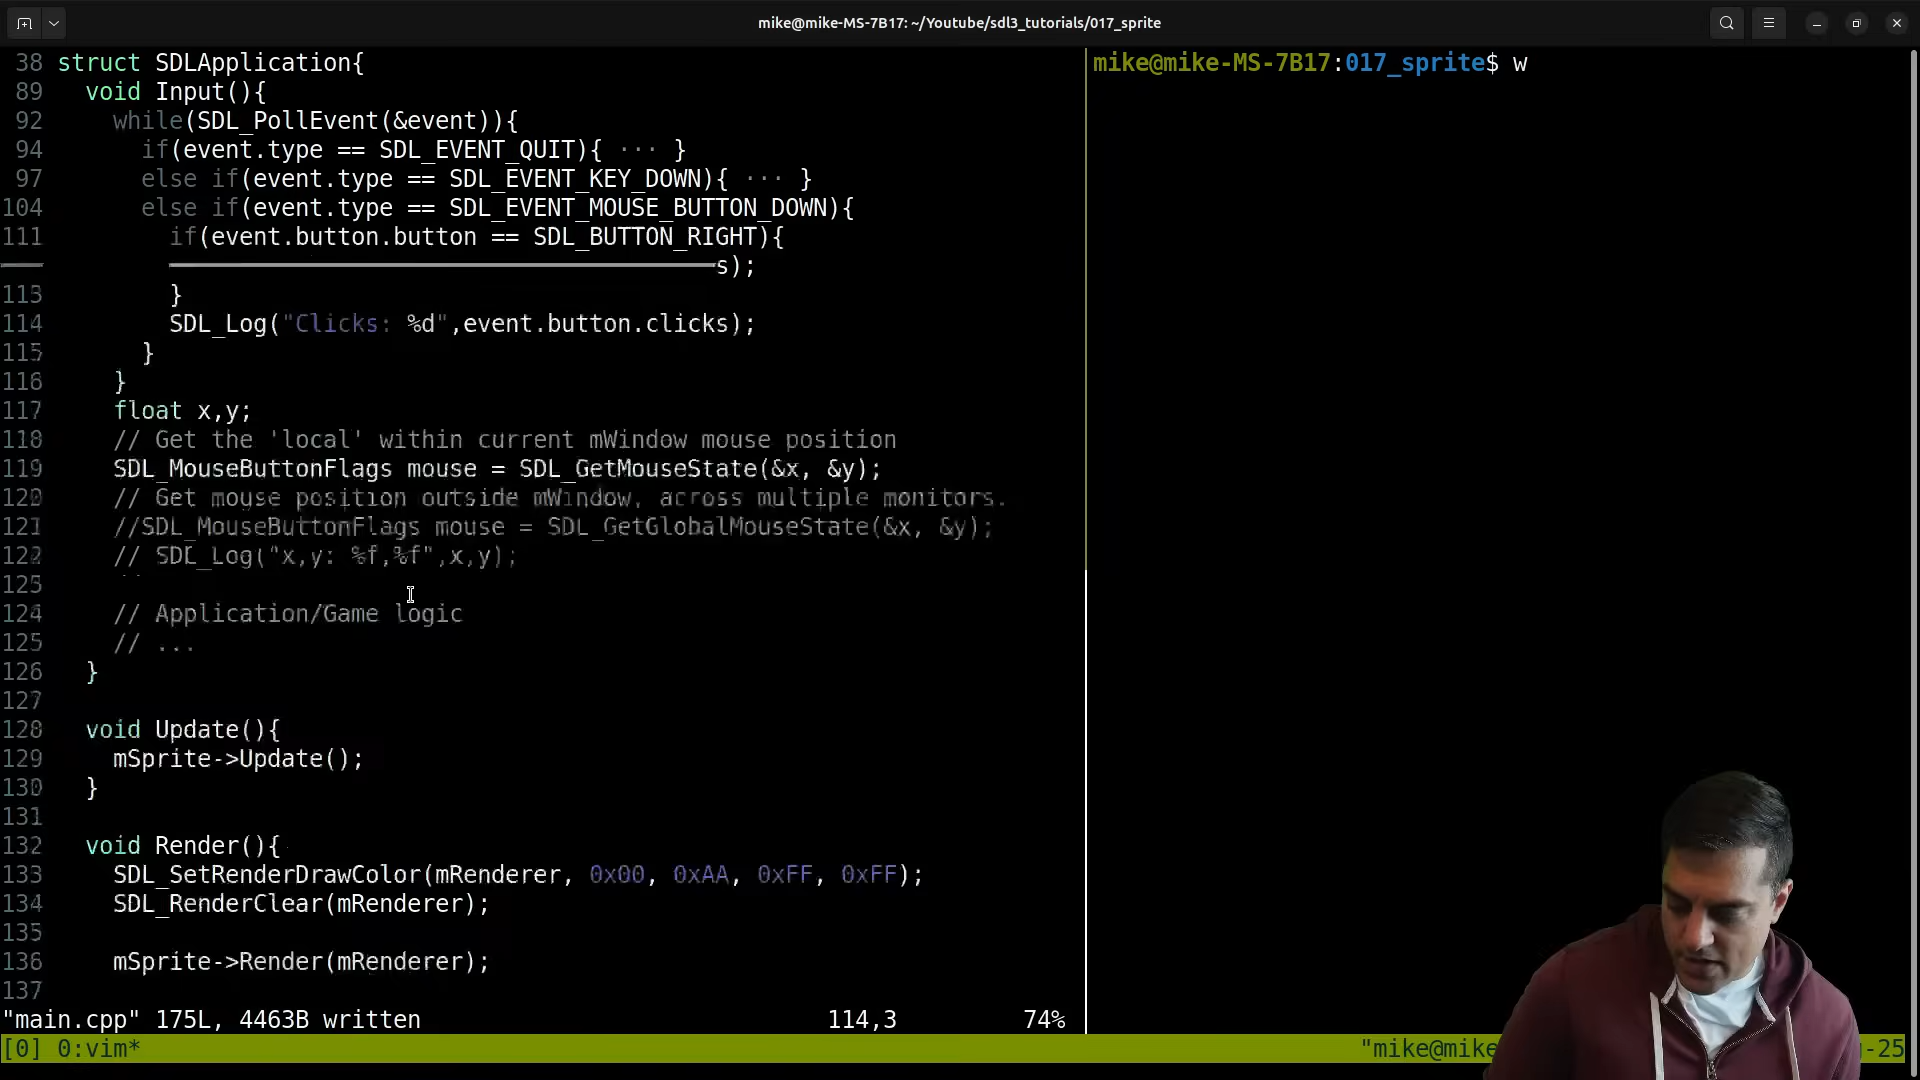 mike@mike-MS-7B17: ~/Youtube/sdl3_tutorials/017_sprite
38 struct SDLApplication{
89 void Input(){
92 while(SDL_PollEvent(&event)){
94 if(event.type == SDL_EVENT_QUIT){ ··· }
97 else if(event.type == SDL_EVENT_KEY_DOWN){ ··· }
104 else if(event.type == SDL_EVENT_MOUSE_BUTTON_DOWN){
111 if(event.button.button == SDL_BUTTON_RIGHT){
s);
113 }
114 SDL_Log("Clicks: %d",event.button.clicks);
115 }
116 }
117 float x,y;
118 // Get the 'local' within current mWindow mouse position
119 SDL_MouseButtonFlags mouse = SDL_GetMouseState(&x, &y);
120 // Get mouse position outside mWindow, across multiple monitors.
121 //SDL_MouseButtonFlags mouse = SDL_GetGlobalMouseState(&x, &y);
122 // SDL_Log("x,y: %f,%f",x,y);
124 // Application/Game logic
125 // ...
126 }
127
128 void Update(){
129 mSprite->Update();
130 }
131
132 void Render(){
133 SDL_SetRenderDrawColor(mRenderer, 0x00, 0xAA, 0xFF, 0xFF);
134 SDL_RenderClear(mRenderer);
135
136 mSprite->Render(mRenderer);
137
"main.cpp" 175L, 4463B written 114,3 74%
[0] 0:vim* "mike@mike -25
mike@mike-MS-7B17:017_sprite$ w